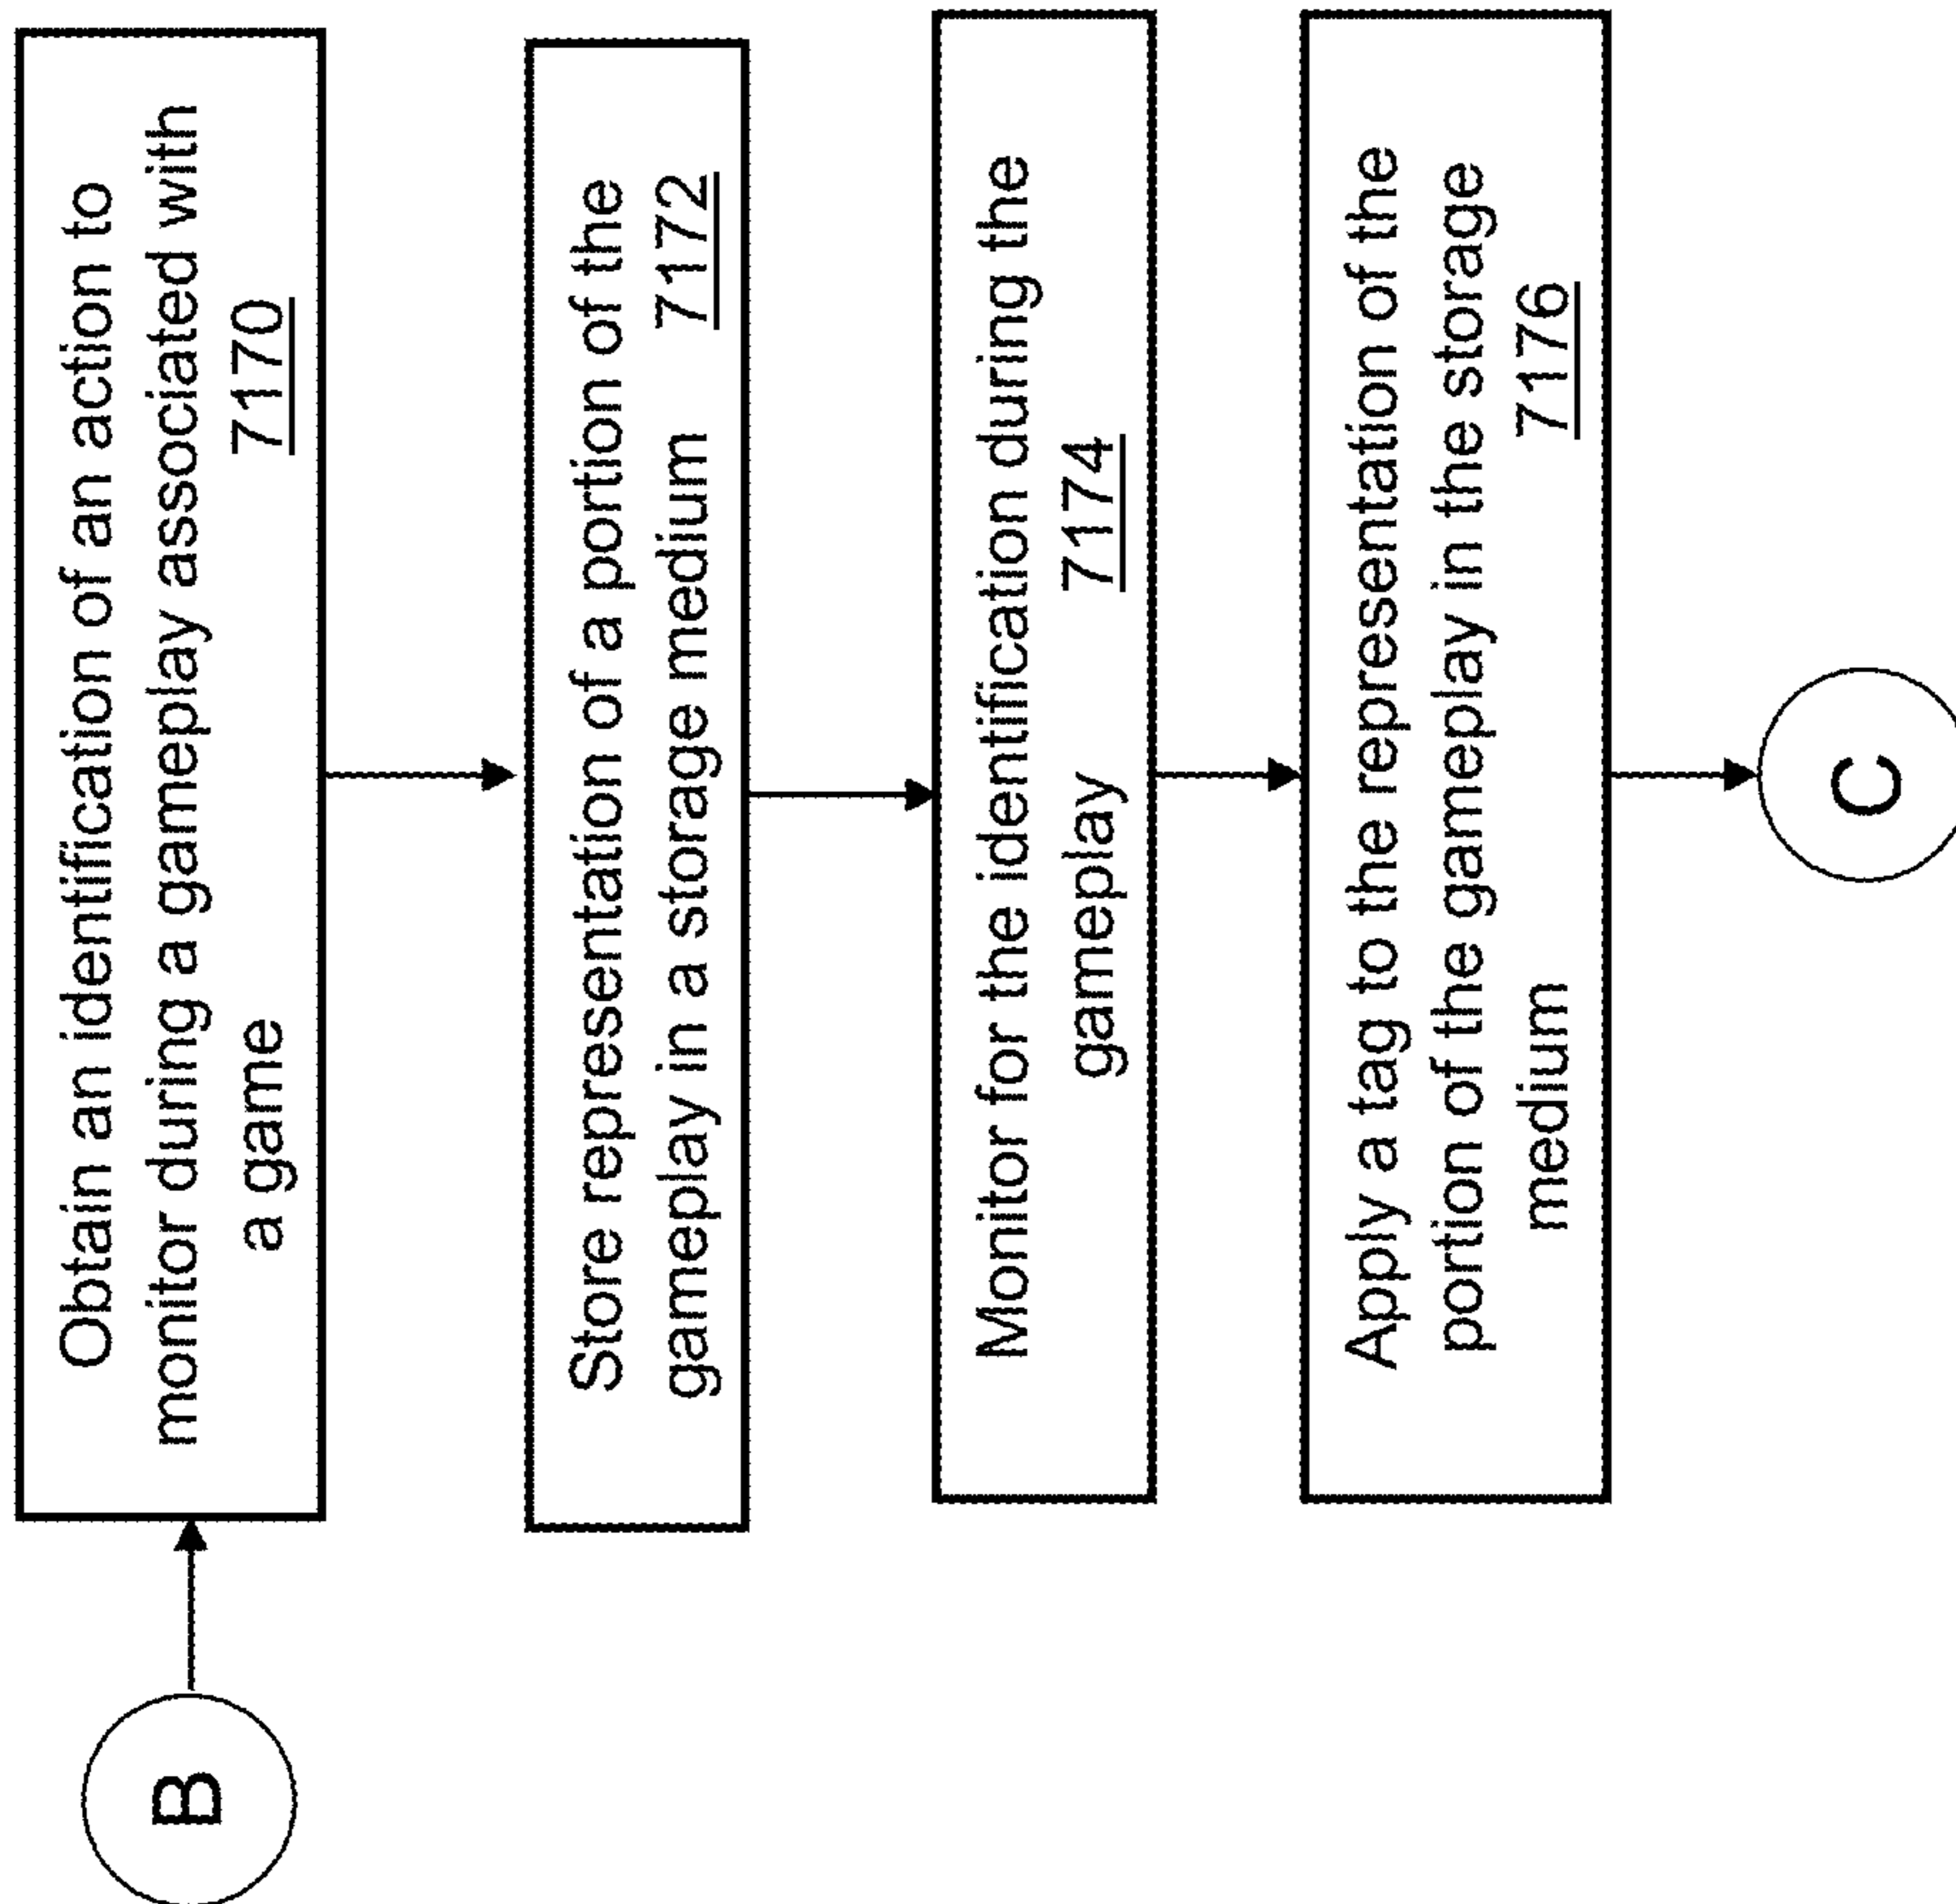 B
Obtain an identification of an action to
monitor during a gameplay associated with
a game 7170
Store representation of a portion of the
gameplay in a storage medium 7172
Monitor for the identification during the
gameplay 7174
Apply a tag to the representation of the
portion of the gameplay in the storage
medium 7176
C